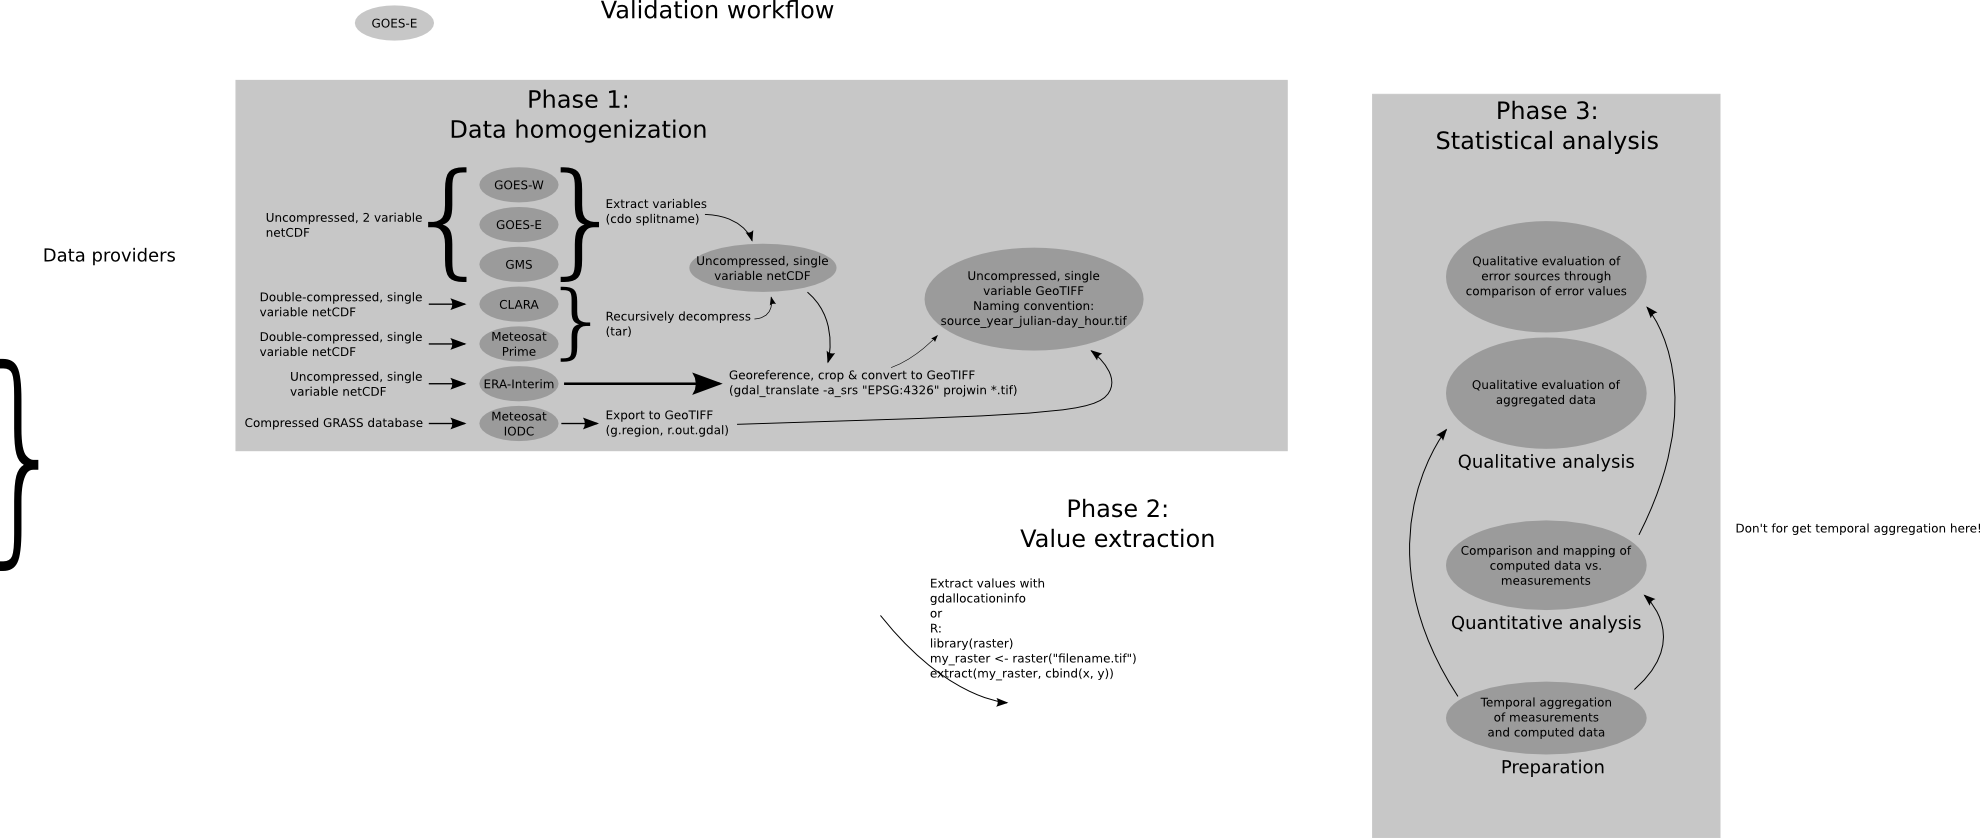 Validation workflow
GOES-E
Phase 1:
Data homogenization
Data providers
Uncompressed, 2 variable
netCDF
GOES-W
GOES-E
GMS
Extract variables
(cdo splitname)
Double-compressed, single
variable netCDF
CLARA
Double-compressed, single
variable netCDF
Meteosat
Prime
Recursively decompress
(tar)
Uncompressed, single
variable netCDF
Uncompressed, single
variable netCDF
ERA-Interim
Georeference, crop & convert to GeoTIFF
(gdal_translate -a_srs "EPSG:4326" projwin *.tif)
Compressed GRASS database
Meteosat
IODC
Export to GeoTIFF
(g.region, r.out.gdal)
Uncompressed, single
variable GeoTIFF
Naming convention:
source_year_julian-day_hour.tif
Phase 2:
Value extraction
Extract values with
gdallocationinfo
or
R:
library(raster)
my_raster <- raster("filename.tif")
extract(my_raster, cbind(x, y))
Phase 3:
Statistical analysis
Qualitative evaluation of
error sources through
comparison of error values
Qualitative evaluation of
aggregated data
Qualitative analysis
Comparison and mapping of
computed data vs.
measurements
Quantitative analysis
Temporal aggregation
of measurements
and computed data
Preparation
Don't for get temporal aggregation here!